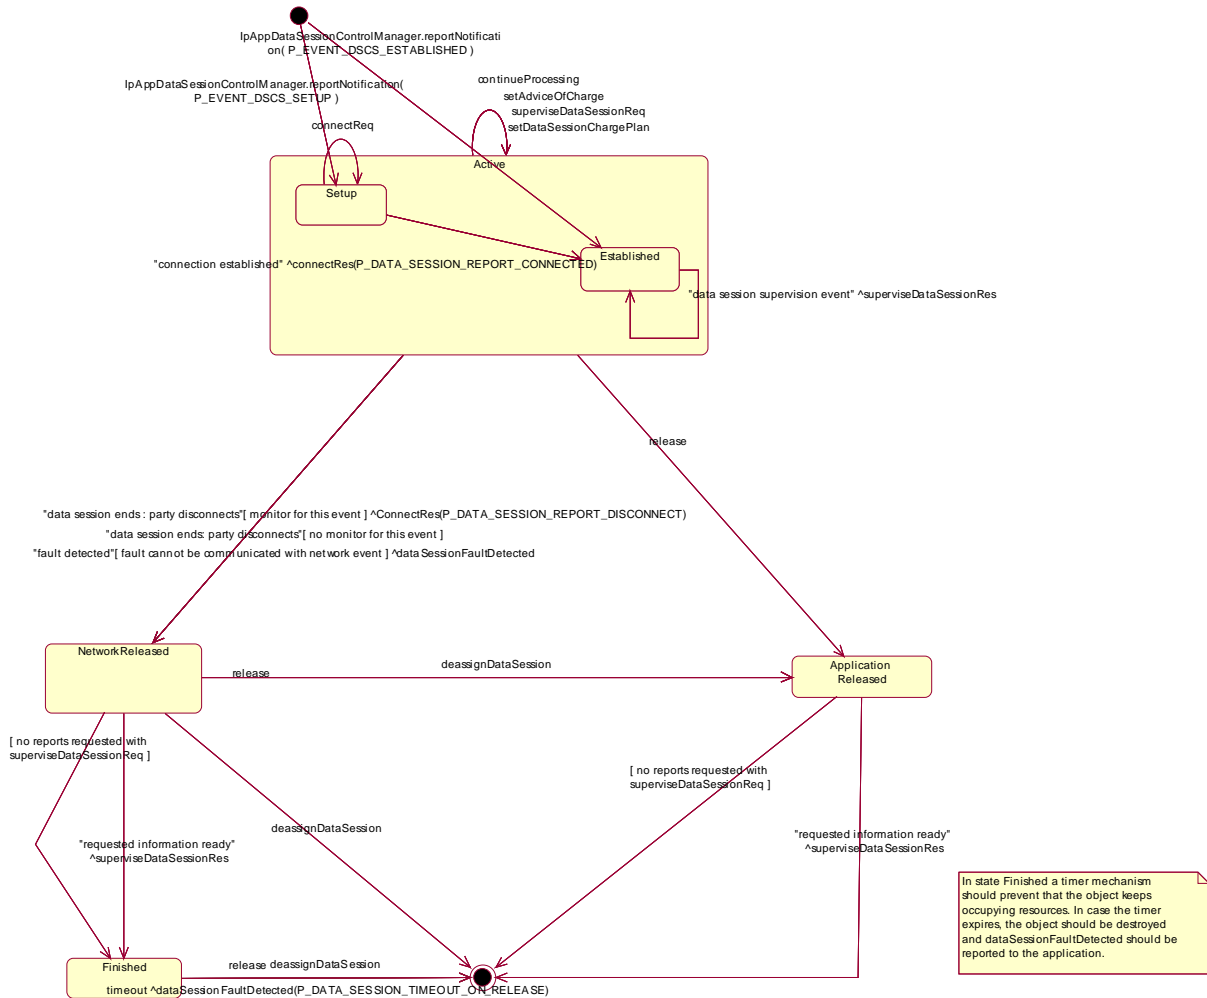 IpAppDataSessionControlManager.reportNotificati
on( P_EVENT_DSCS_ESTABLISHED )
IpAppDataSessionControlManager.reportNotification(
P_EVENT_DSCS_SETUP )
continueProcessing
setAdviceOfCharge
superviseDataSessionReq
setDataSessionChargePlan
connectReq
Active
Setup
Established
"connection established" ^connectRes(P_DATA_SESSION_REPORT_CONNECTED)
"data session supervision event" ^superviseDataSessionRes
release
"data session ends : party disconnects"[ monitor for this event ] ^ConnectRes(P_DATA_SESSION_REPORT_DISCONNECT)
"data session ends: party disconnects"[ no monitor for this event ]
"fault detected"[ fault cannot be communicated with network event ] ^dataSessionFaultDetected
NetworkReleased
release
deassignDataSession
Application
Released
[ no reports requested with
superviseDataSessionReq ]
[ no reports requested with
superviseDataSessionReq ]
deassignDataSession
"requested information ready"
^superviseDataSessionRes
"requested information ready"
^superviseDataSessionRes
In state Finished a timer mechanism
should prevent that the object keeps
occupying resources. In case the timer
expires, the object should be destroyed
and dataSessionFaultDetected should be
reported to the application.
Finished
release
deassignDataSession
timeout ^dataSessionFaultDetected(P_DATA_SESSION_TIMEOUT_ON_RELEASE)